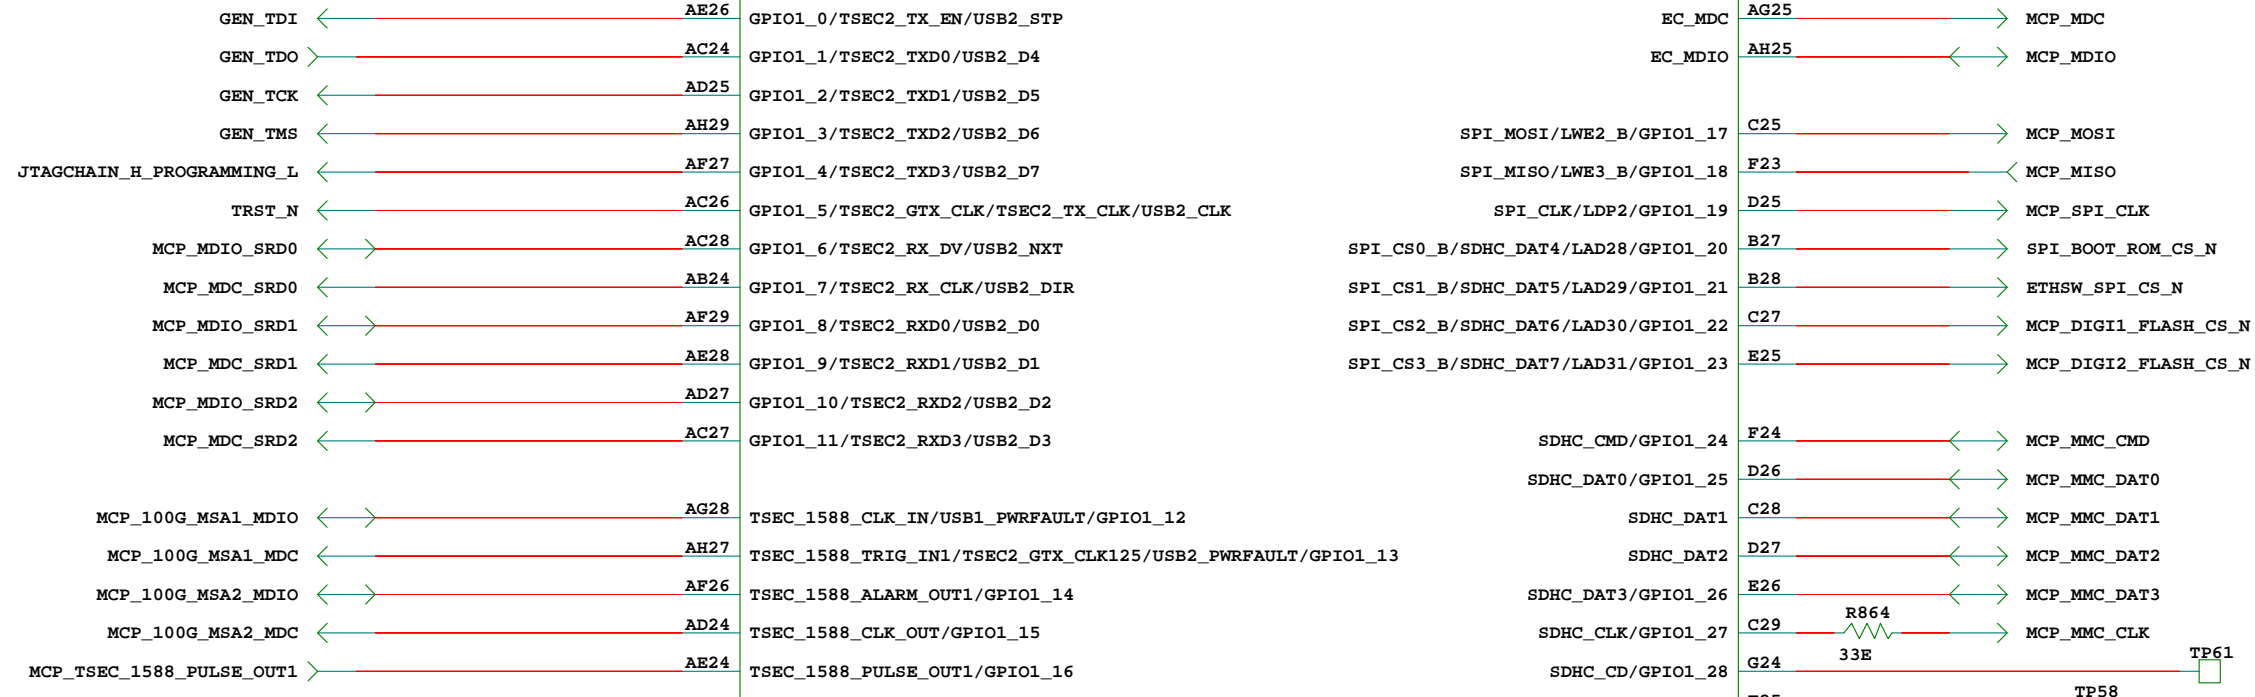 GEN_TDI AE26 GPIO1_0/TSEC2_TX_EN/USB2_STP EC_MDC AG25 MCP_MDC
GEN_TDO AC24 GPIO1_1/TSEC2_TXD0/USB2_D4 EC_MDIO AH25 MCP_MDIO
GEN_TCK AD25 GPIO1_2/TSEC2_TXD1/USB2_D5
GEN_TMS AH29 GPIO1_3/TSEC2_TXD2/USB2_D6 SPI_MOSI/LWE2_B/GPIO1_17 C25 MCP_MOSI
JTAGCHAIN_H_PROGRAMMING_L AF27 GPIO1_4/TSEC2_TXD3/USB2_D7 SPI_MISO/LWE3_B/GPIO1_18 F23 MCP_MISO
TRST_N AC26 GPIO1_5/TSEC2_GTX_CLK/TSEC2_TX_CLK/USB2_CLK SPI_CLK/LDP2/GPIO1_19 D25 MCP_SPI_CLK
MCP_MDIO_SRD0 AC28 GPIO1_6/TSEC2_RX_DV/USB2_NXT SPI_CS0_B/SDHC_DAT4/LAD28/GPIO1_20 B27 SPI_BOOT_ROM_CS_N
MCP_MDC_SRD0 AB24 GPIO1_7/TSEC2_RX_CLK/USB2_DIR SPI_CS1_B/SDHC_DAT5/LAD29/GPIO1_21 B28 ETHSW_SPI_CS_N
MCP_MDIO_SRD1 AF29 GPIO1_8/TSEC2_RXD0/USB2_D0 SPI_CS2_B/SDHC_DAT6/LAD30/GPIO1_22 C27 MCP_DIGI1_FLASH_CS_N
MCP_MDC_SRD1 AE28 GPIO1_9/TSEC2_RXD1/USB2_D1 SPI_CS3_B/SDHC_DAT7/LAD31/GPIO1_23 E25 MCP_DIGI2_FLASH_CS_N
MCP_MDIO_SRD2 AD27 GPIO1_10/TSEC2_RXD2/USB2_D2
MCP_MDC_SRD2 AC27 GPIO1_11/TSEC2_RXD3/USB2_D3 SDHC_CMD/GPIO1_24 F24 MCP_MMC_CMD
SDHC_DAT0/GPIO1_25 D26 MCP_MMC_DAT0
MCP_100G_MSA1_MDIO AG28 TSEC_1588_CLK_IN/USB1_PWRFAULT/GPIO1_12 SDHC_DAT1 C28 MCP_MMC_DAT1
MCP_100G_MSA1_MDC AH27 TSEC_1588_TRIG_IN1/TSEC2_GTX_CLK125/USB2_PWRFAULT/GPIO1_13 SDHC_DAT2 D27 MCP_MMC_DAT2
MCP_100G_MSA2_MDIO AF26 TSEC_1588_ALARM_OUT1/GPIO1_14 SDHC_DAT3/GPIO1_26 E26 MCP_MMC_DAT3
R864
MCP_100G_MSA2_MDC AD24 TSEC_1588_CLK_OUT/GPIO1_15 SDHC_CLK/GPIO1_27 C29 MCP_MMC_CLK
33E
MCP_TSEC_1588_PULSE_OUT1 AE24 TSEC_1588_PULSE_OUT1/GPIO1_16 SDHC_CD/GPIO1_28 G24 TP61
TP58